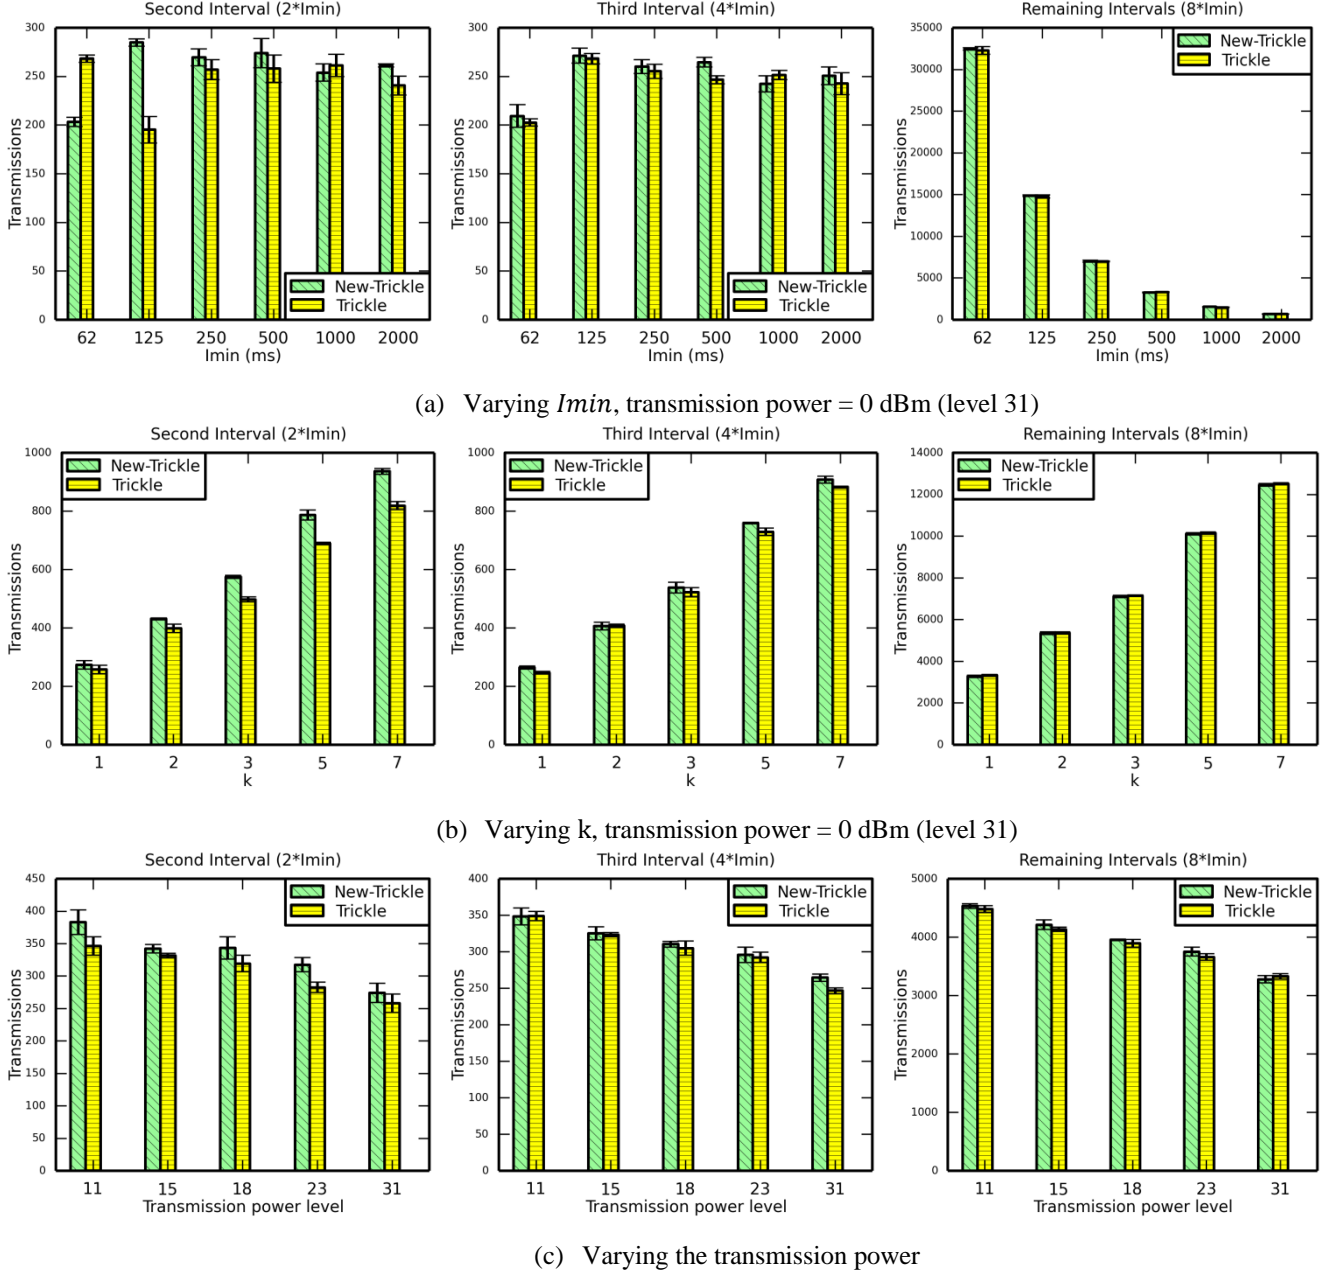 Second Interval (2*Imin)
300
250
200
150
100
50
0
Transmissions
New-Trickle
Trickle
62 125 250 500 1000 2000
Imin (ms)
Third Interval (4*Imin)
300
250
200
150
100
50
0
Transmissions
New-Trickle
Trickle
62 125 250 500 1000 2000
Imin (ms)
Remaining Intervals (8*Imin)
35000
30000
25000
20000
15000
10000
5000
0
Transmissions
New-Trickle
Trickle
62 125 250 500 1000 2000
Imin (ms)
(a) Varying Imin, transmission power = 0 dBm (level 31)
Second Interval (2*Imin)
1000
800
600
400
200
0
Transmissions
New-Trickle
Trickle
1 2 3 5 7
k
Third Interval (4*Imin)
1000
800
600
400
200
0
Transmissions
New-Trickle
Trickle
1 2 3 5 7
k
Remaining Intervals (8*Imin)
14000
12000
10000
8000
6000
4000
2000
0
Transmissions
New-Trickle
Trickle
1 2 3 5 7
k
(b) Varying k, transmission power = 0 dBm (level 31)
Second Interval (2*Imin)
450
400
350
300
250
200
150
100
50
0
Transmissions
New-Trickle
Trickle
11 15 18 23 31
Transmission power level
Third Interval (4*Imin)
400
350
300
250
200
150
100
50
0
Transmissions
New-Trickle
Trickle
11 15 18 23 31
Transmission power level
Remaining Intervals (8*Imin)
5000
4000
3000
2000
1000
0
Transmissions
New-Trickle
Trickle
11 15 18 23 31
Transmission power level
(c) Varying the transmission power